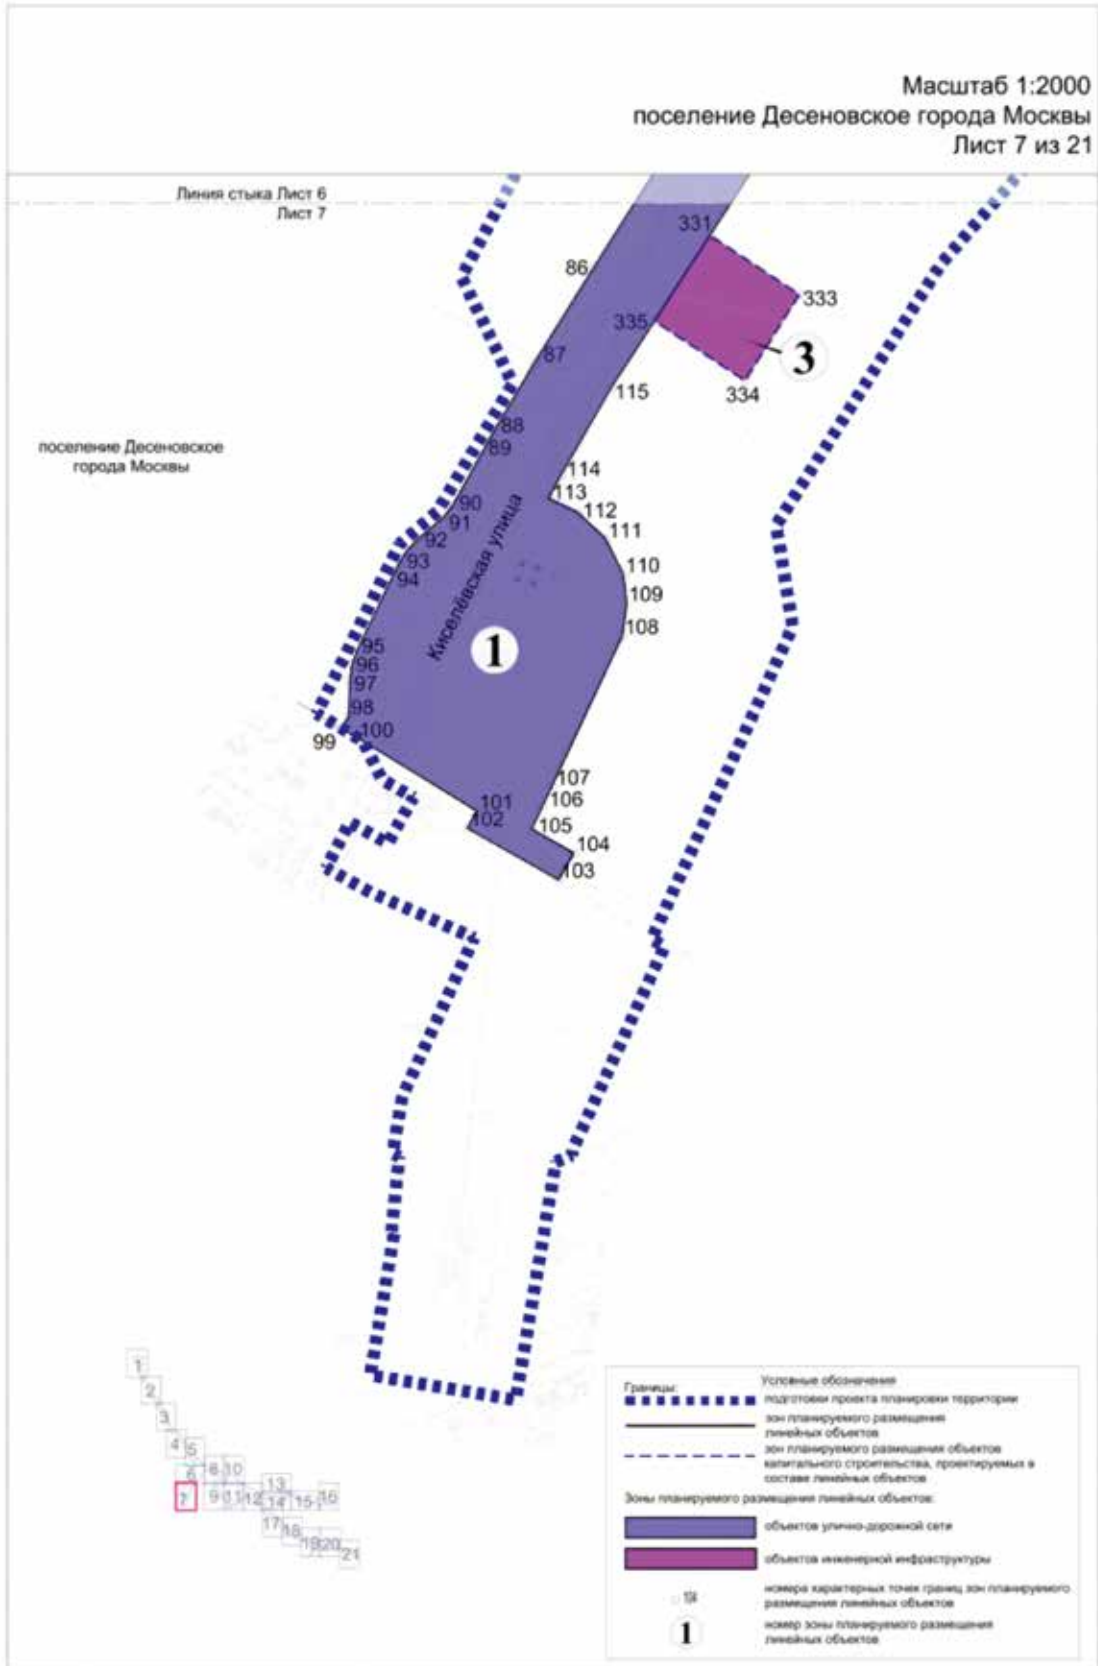 Масштаб 1:2000
поселение Десеновское города Москвы
Лист 7 из 21
Линия стыка Лист 6
Лист 7
331
86
333
335
87
3
115
334
88
89
поселение Десеновское
города Москвы
114
90
113
91
112
92
111
93
94
110
Киселёвская улица
109
108
95
1
96
97
98
100
99
107
101
106
102
105
104
103
1
2
3
4
5
6
8
10
7
9
11
12
13
14
15
16
17
18
19
20
21
Условные обозначения
Границы:
подготовки проекта планировки территории
зон планируемого размещения
линейных объектов
зон планируемого размещения объектов
капитального строительства, проектируемых в
составе линейных объектов
Зоны планируемого размещения линейных объектов:
объектов улично-дорожной сети
объектов инженерной инфраструктуры
номера характерных точек границ зон планируемого
размещения линейных объектов
1
номер зоны планируемого размещения
линейных объектов